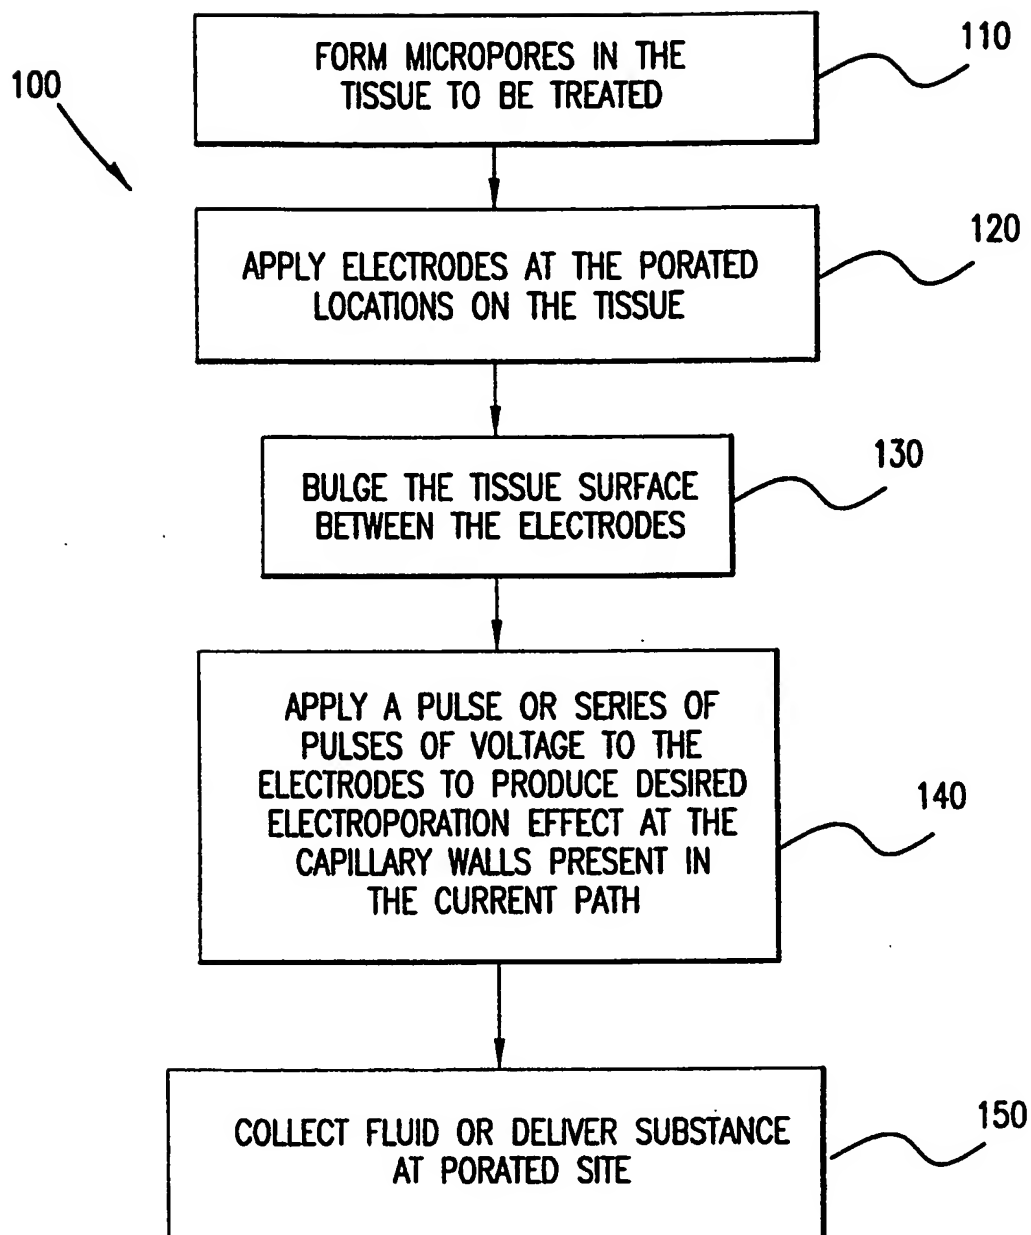 100
110
FORM MICROPORES IN THE
TISSUE TO BE TREATED
120
APPLY ELECTRODES AT THE PORATED
LOCATIONS ON THE TISSUE
130
BULGE THE TISSUE SURFACE
BETWEEN THE ELECTRODES
140
APPLY A PULSE OR SERIES OF
PULSES OF VOLTAGE TO THE
ELECTRODES TO PRODUCE DESIRED
ELECTROPORATION EFFECT AT THE
CAPILLARY WALLS PRESENT IN
THE CURRENT PATH
150
COLLECT FLUID OR DELIVER SUBSTANCE
AT PORATED SITE